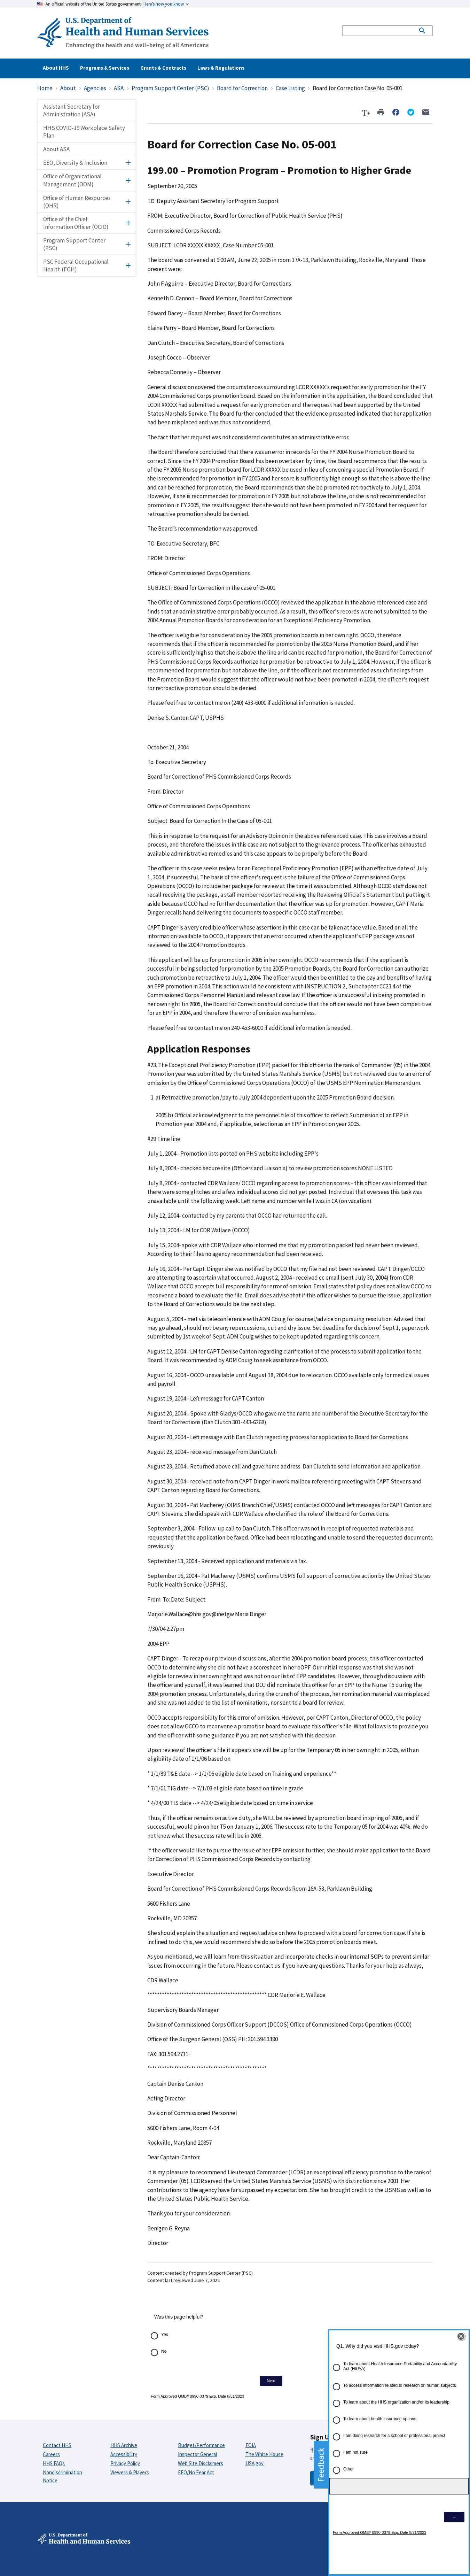 An official website of the United States government Here's how you know
U.S. Department of
Health and Human Services
Enhancing the health and well-being of all Americans
About HHS Programs & Services Grants & Contracts Laws & Regulations
Home > About > Agencies > ASA > Program Support Center (PSC) > Board for Correction > Case Listing > Board for Correction Case No. 05-001
Assistant Secretary for
Administration (ASA)
HHS COVID-19 Workplace Safety
Plan
About ASA
EEO, Diversity & Inclusion
Office of Organizational
Management (OOM)
Office of Human Resources
(OHR)
Office of the Chief
Information Officer (OCIO)
Program Support Center
(PSC)
PSC Federal Occupational
Health (FOH)
Board for Correction Case No. 05-001
199.00 – Promotion Program – Promotion to Higher Grade
September 20, 2005
TO: Deputy Assistant Secretary for Program Support
FROM: Executive Director, Board for Correction of Public Health Service (PHS)
Commissioned Corps Records
SUBJECT: LCDR XXXXX XXXXX, Case Number 05-001
The board was convened at 9:00 AM, June 22, 2005 in room 17A-13, Parklawn Building, Rockville, Maryland. Those
present were:
John F Aguirre – Executive Director, Board for Corrections
Kenneth D. Cannon – Board Member, Board for Corrections
Edward Dacey – Board Member, Board for Corrections
Elaine Parry – Board Member, Board for Corrections
Dan Clutch – Executive Secretary, Board of Corrections
Joseph Cocco – Observer
Rebecca Donnelly – Observer
General discussion covered the circumstances surrounding LCDR XXXXX's request for early promotion for the FY
2004 Commissioned Corps promotion board. Based on the information in the application, the Board concluded that
LCDR XXXXX had submitted a request for early promotion and the request had been endorsed by the United
States Marshals Service. The Board further concluded that the evidence presented indicated that her application
had been misplaced and was thus not considered.
The fact that her request was not considered constitutes an administrative error.
The Board therefore concluded that there was an error in records for the FY 2004 Nurse Promotion Board to
correct. Since the FY 2004 Promotion Board has been overtaken by time, the Board recommended that the results of
the FY 2005 Nurse promotion board for LCDR XXXXX be used in lieu of convening a special Promotion Board. If
she is recommended for promotion in FY 2005 and her score is sufficiently high enough so that she is above the line
and can be reached for promotion, the Board recommends that she be promoted retroactively to July 1, 2004.
However, if she is recommended for promotion in FY 2005 but not above the line, or she is not recommended for
promotion in FY 2005, the results suggest that she would not have been promoted in FY 2004 and her request for
retroactive promotion should be denied.
The Board's recommendation was approved.
TO: Executive Secretary, BFC
FROM: Director
Office of Commissioned Corps Operations
SUBJECT: Board for Correction In the case of 05-001
The Office of Commissioned Corps Operations (OCCO) reviewed the application in the above referenced case and
finds that an administrative error probably occurred. As a result, this officer's records were not submitted to the
2004 Annual Promotion Boards for consideration for an Exceptional Proficiency Promotion.
The officer is eligible for consideration by the 2005 promotion boards in her own right. OCCO, therefore
recommends that if the officer is recommended for promotion by the 2005 Nurse Promotion Board, and if her score
is sufficiently high so that she is above the line arid can be reached for promotion, the Board for Correction of
PHS Commissioned Corps Records authorize her promotion be retroactive to July 1, 2004. However, if the officer is
recommended for promotion but not above the line, or if the officer is not recommended as such findings from
the Promotion Board would suggest that the officer would not have been promoted in 2004, the officer's request
for retroactive promotion should be denied.
Please feel free to contact me on (240) 453-6000 if additional information is needed.
Denise S. Canton CAPT, USPHS
October 21, 2004
To: Executive Secretary
Board for Correction of PHS Commissioned Corps Records
From: Director
Office of Commissioned Corps Operations
Subject: Board for Correction In the Case of 05-001
This is in response to the request for an Advisory Opinion in the above referenced case. This case involves a Board
process, and therefore the issues in this case are not subject to the grievance process. The officer has exhausted
available administrative remedies and this case appears to be properly before the Board.
The officer in this case seeks review for an Exceptional Proficiency Promotion (EPP) with an effective date of July
1, 2004, if successful. The basis of the officer's request is the failure of the Office of Commissioned Corps
Operations (OCCO) to include her package for review at the time it was submitted. Although OCCO staff does not
recall receiving the package, a staff member reported receiving the Reviewing Official's Statement but putting it
aside because OCCO had no further documentation that the officer was up for promotion. However, CAPT Maria
Dinger recalls hand delivering the documents to a specific OCCO staff member.
CAPT Dinger is a very credible officer whose assertions in this case can be taken at face value. Based on all the
information available to OCCO, it appears that an error occurred when this officer's EPP package was not
reviewed to the 2004 Promotion Boards.
This applicant will be up for promotion in 2005 in her own right. OCCO recommends that if the applicant is
successful in being selected for promotion by the 2005 Promotion Boards, the Board for Correction can authorize
such promotion be retroactive to July 1, 2004. The officer would then be entitled to the pay and benefits of having
an EPP promotion in 2004. This action would be consistent with INSTRUCTION 2, Subchapter CC23.4 of the
Commissioned Corps Personnel Manual and relevant case law. If the officer is unsuccessful in being promoted in
her own right in 2005, the Board for Correction should conclude that the officer would not have been competitive
for an EPP in 2004, and therefore the error of omission was harmless.
Please feel free to contact me on 240-453-6000 if additional information is needed.
Application Responses
#23. The Exceptional Proficiency Promotion (EPP) packet for this officer to the rank of Commander (05) in the 2004
Promotion year was submitted by the United States Marshals Service (USMS) but not reviewed due to an error of
omission by the Office of Commissioned Corps Operations (OCCO) of the USMS EPP Nomination Memorandum.
1. a) Retroactive promotion /pay to July 2004 dependent upon the 2005 Promotion Board decision.
2005.b) Official acknowledgment to the personnel file of this officer to reflect Submission of an EPP in
Promotion year 2004 and, if applicable, selection as an EPP in Promotion year 2005.
#29 Time line
July 1, 2004 - Promotion lists posted on PHS website including EPP's
July 8, 2004 - checked secure site (Officers and Liaison's) to review promotion scores NONE LISTED
July 8, 2004 - contacted CDR Wallace/ OCCO regarding access to promotion scores - this officer was informed that
there were some glitches and a few individual scores did not get posted. Individual that oversees this task was
unavailable until the following week. Left name and number while I was in CA (on vacation).
July 12, 2004- contacted by my parents that OCCO had returned the call.
July 13, 2004 - LM for CDR Wallace (OCCO)
July 15, 2004- spoke with CDR Wallace who informed me that my promotion packet had never been reviewed.
According to their files no agency recommendation had been received.
July 16, 2004 - Per Capt. Dinger she was notified by OCCO that my file had not been reviewed. CAPT Dinger/OCCO
are attempting to ascertain what occurred. August 2, 2004 - received cc email (sent July 30, 2004) from CDR
Wallace that OCCO accepts full responsibility for error of omission. Email states that policy does not allow OCCO to
reconvene a board to evaluate the file. Email does advise that if this officer wishes to pursue the issue, application
to the Board of Corrections would be the next step.
August 5, 2004 - met via teleconference with ADM Couig for counsel/advice on pursuing resolution. Advised that
may go ahead, should not be any repercussions, cut and dry issue. Set deadline for decision of Sept 1, paperwork
submitted by 1st week of Sept. ADM Couig wishes to be kept updated regarding this concern.
August 12, 2004 - LM for CAPT Denise Canton regarding clarification of the process to submit application to the
Board. It was recommended by ADM Couig to seek assistance from OCCO.
August 16, 2004 - OCCO unavailable until August 18, 2004 due to relocation. OCCO available only for medical issues
and payroll.
August 19, 2004 - Left message for CAPT Canton
August 20, 2004 - Spoke with Gladys/OCCO who gave me the name and number of the Executive Secretary for the
Board for Corrections (Dan Clutch 301-443-6268)
August 20, 2004 - Left message with Dan Clutch regarding process for application to Board for Corrections
August 23, 2004 - received message from Dan Clutch
August 23, 2004 - Returned above call and gave home address. Dan Clutch to send information and application.
August 30, 2004 - received note from CAPT Dinger in work mailbox referencing meeting with CAPT Stevens and
CAPT Canton regarding Board for Corrections.
August 30, 2004 - Pat Macherey (OIMS Branch Chief/USMS) contacted OCCO and left messages for CAPT Canton and
CAPT Stevens. She did speak with CDR Wallace who clarified the role of the Board for Corrections.
September 3, 2004 - Follow-up call to Dan Clutch. This officer was not in receipt of requested materials and
requested that the application be faxed. Office had been relocating and unable to send the requested documents
previously.
September 13, 2004 - Received application and materials via fax.
September 16, 2004 - Pat Macherey (USMS) confirms USMS full support of corrective action by the United States
Public Health Service (USPHS).
From: To: Date: Subject:
Marjorie.Wallace@hhs.gov@inetgw Maria Dinger
7/30/04 2:27pm
2004 EPP
CAPT Dinger - To recap our previous discussions, after the 2004 promotion board process, this officer contacted
OCCO to determine why she did not have a scoresheet in her eOPF. Our initial response was that she was not
eligible for review in her own right and was not on our list of EPP candidates. However, through discussions with
the officer and yourself, it was learned that DOJ did nominate this officer for an EPP to the Nurse T5 during the
2004 promotion process. Unfortunately, during the crunch of the process, her nomination material was misplaced
and she was not added to the list of nominations, nor sent to a board for review.
OCCO accepts responsibility for this error of omission. However, per CAPT Canton, Director of OCCO, the policy
does not allow OCCO to reconvene a promotion board to evaluate this officer's file. What follows is to provide you
and the officer with some guidance if you are not satisfied with this decision.
Upon review of the officer's file it appears she will be up for the Temporary 05 in her own right in 2005, with an
eligibility date of 1/1/06 based on:
* 1/1/89 T&E date--> 1/1/06 eligible date based on Training and experience**
* 7/1/01 TIG date--> 7/1/03 eligible date based on time in grade
* 4/24/00 TIS date --> 4/24/05 eligible date based on time in service
Thus, if the officer remains on active duty, she WILL be reviewed by a promotion board in spring of 2005, and if
successful, would pin on her T5 on January 1, 2006. The success rate to the Temporary 05 for 2004 was 40%. We do
not know what the success rate will be in 2005.
If the officer would like to pursue the issue of her EPP omission further, she should make application to the Board
for Correction of PHS Commissioned Corps Records by contacting:
Executive Director
Board for Correction of PHS Commissioned Corps Records Room 16A-53, Parklawn Building
5600 Fishers Lane
Rockville, MD 20857.
She should explain the situation and request advice on how to proceed with a board for correction case. If she is
inclined to do this, we would recommend she do so before the 2005 promotion boards meet.
As you mentioned, we will learn from this situation and incorporate checks in our internal SOPs to prevent similar
issues from occurring in the future. Please contact us if you have any questions. Thanks for your help as always,
CDR Wallace
************************************************* CDR Marjorie E. Wallace
Supervisory Boards Manager
Division of Commissioned Corps Officer Support (DCCOS) Office of Commissioned Corps Operations (OCCO)
Office of the Surgeon General (OSG) PH: 301.594.3390
FAX: 301.594.2711
*************************************************
Captain Denise Canton
Acting Director
Division of Commissioned Personnel
5600 Fishers Lane, Room 4-04
Rockville, Maryland 20857
Dear Captain-Canton:
It is my pleasure to recommend Lieutenant Commander (LCDR) an exceptional efficiency promotion to the rank of
Commander (05). LCDR served the United States Marshals Service (USMS) with distinction since 2001. Her
contributions to the agency have far surpassed my expectations. She has brought credit to the USMS as well as to
the United States Public Health Service.
Thank you for your consideration.
Benigno G. Reyna
Director
Content created by Program Support Center (PSC)
Content last reviewed June 7, 2022
Was this page helpful?
Yes
No
Next
Form Approved OMB# 0990-0379 Exp. Date 8/31/2023
Q1. Why did you visit HHS.gov today?
To learn about Health Insurance Portability and Accountability
Act (HIPAA)
To access information related to research on human subjects
To learn about the HHS organization and/or its leadership
To learn about health insurance options
I am doing research for a school or professional project
I am not sure
Other
→
Form Approved OMB# 0990-0379 Exp. Date 8/31/2023
Feedback
Sign U
Contact HHS
Careers
HHS FAQs
Nondiscrimination
Notice
HHS Archive
Accessibility
Privacy Policy
Viewers & Players
Budget/Performance
Inspector General
Web Site Disclaimers
EEO/No Fear Act
FOIA
The White House
USA.gov
U.S. Department of
Health and Human Services